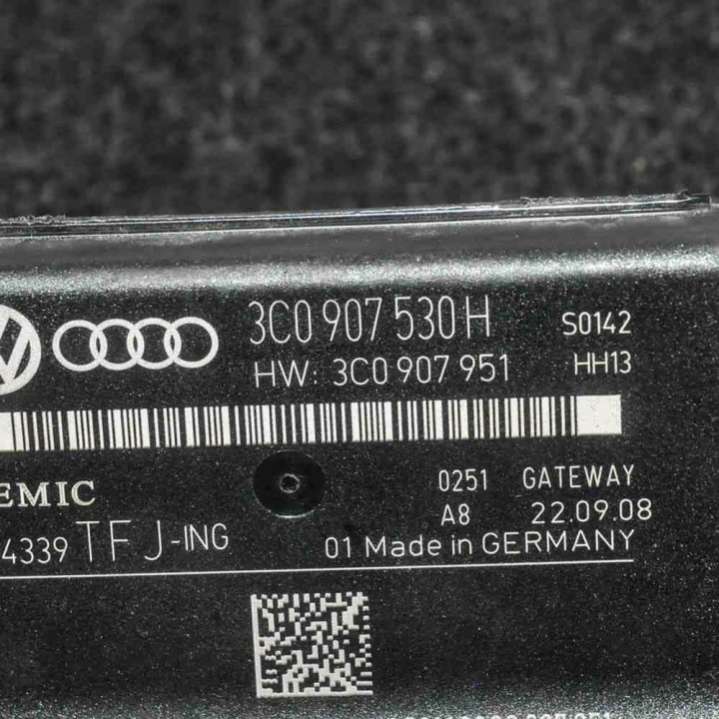 3C0 907 530 H S0142
HW: 3C0 907 951 HH13
EMIC 0251 GATEWAY
A8 22.09.08
4339 TFJ-ING 01 Made in GERMANY